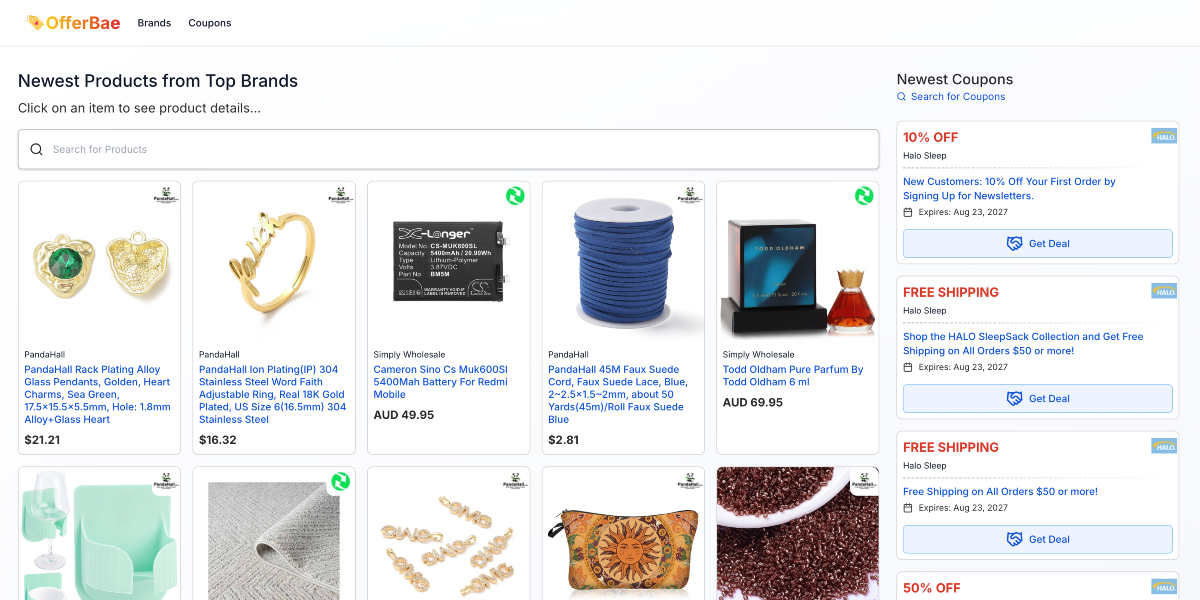 OfferBae
Brands
Coupons
Newest Products from Top Brands
Click on an item to see product details...
Search for Products
PandaHall
PandaHall Rack Plating Alloy
Glass Pendants, Golden, Heart
Charms, Sea Green,
17.5×15.5×5.5mm, Hole: 1.8mm
Alloy+Glass Heart
$21.21
PandaHall
PandaHall Ion Plating(IP) 304
Stainless Steel Word Faith
Adjustable Ring, Real 18K Gold
Plated, US Size 6(16.5mm) 304
Stainless Steel
$16.32
X-Longer
Model No :CS-MUK600SL
Capacity :5400mAh / 20.90Wh
Type :Lithium-Polymer
Volts :3.87VDC
Part No :BM5M
WARRANTY VOID IF
LABEL IS REMOVED
Simply Wholesale
Cameron Sino Cs Muk600Sl
5400Mah Battery For Redmi
Mobile
AUD 49.95
PandaHall
PandaHall 45M Faux Suede
Cord, Faux Suede Lace, Blue,
2~2.5×1.5~2mm, about 50
Yards(45m)/Roll Faux Suede
Blue
$2.81
TODD OLDHAM
Simply Wholesale
Todd Oldham Pure Parfum By
Todd Oldham 6 ml
AUD 69.95
Newest Coupons
Search for Coupons
10% OFF
HALO
Halo Sleep
New Customers: 10% Off Your First Order by
Signing Up for Newsletters.
Expires: Aug 23, 2027
Get Deal
FREE SHIPPING
HALO
Halo Sleep
Shop the HALO SleepSack Collection and Get Free
Shipping on All Orders $50 or more!
Expires: Aug 23, 2027
Get Deal
FREE SHIPPING
HALO
Halo Sleep
Free Shipping on All Orders $50 or more!
Expires: Aug 23, 2027
Get Deal
50% OFF
HALO